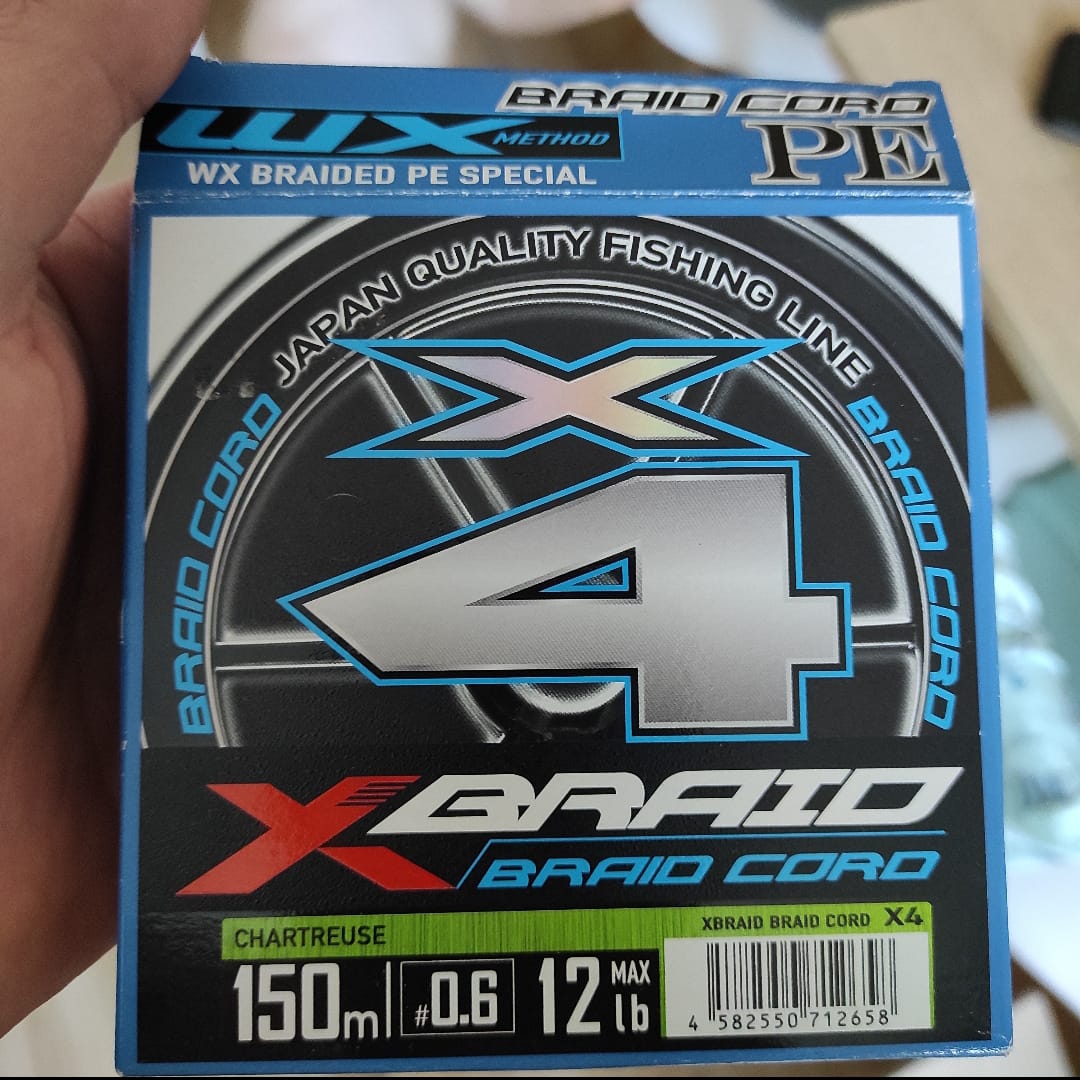 BRAID CORD
WX METHOD
PE
WX BRAIDED PE SPECIAL
JAPAN QUALITY FISHING LINE
BRAID CORD
BRAID CORD
X
4
XBRAID
BRAID CORD
CHARTREUSE
XBRAID BRAID CORD X4
150m #0.6 12 MAX lb
4 582550 712658